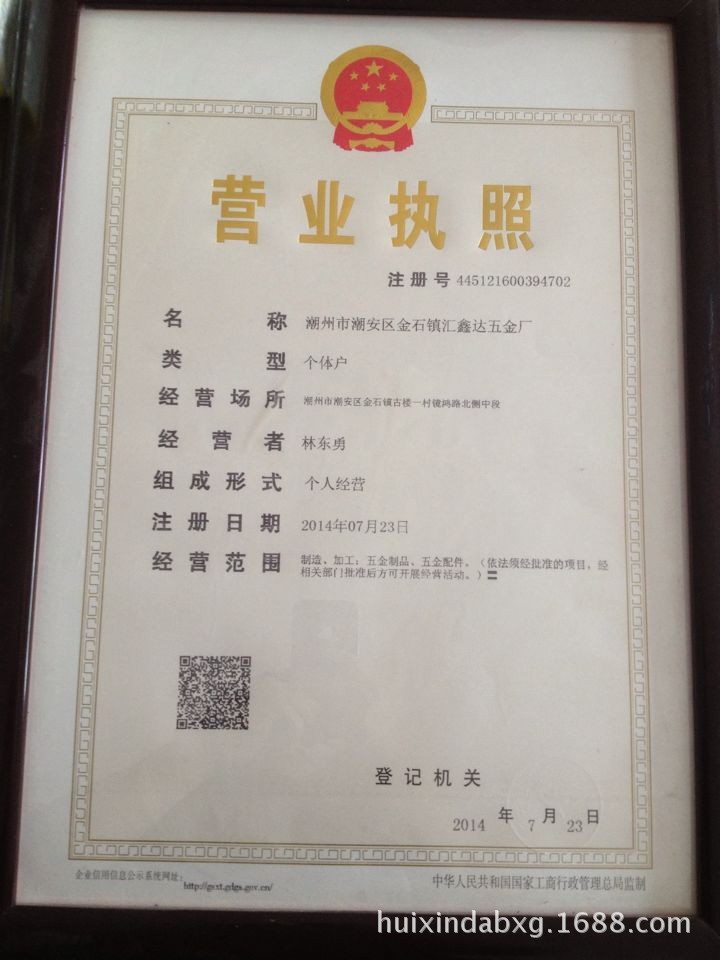 营业执照
注册号 445121600394702
名称 潮州市潮安区金石镇汇鑫达五金厂
类型 个体户
经营场所 潮州市潮安区金石镇古楼一村镜鸿路北侧中段
经营者 林东勇
组成形式 个人经营
注册日期 2014年07月23日
经营范围 制造、加工：五金制品、五金配件。（依法须经批准的项目，经
相关部门批准后方可开展经营活动。）〓
登记机关
2014 年 7 月 23 日
企业信用信息公示系统网址：
http://gsxt.gdgs.gov.cn/
中华人民共和国国家工商行政管理总局监制
huixindabxg.1688.com